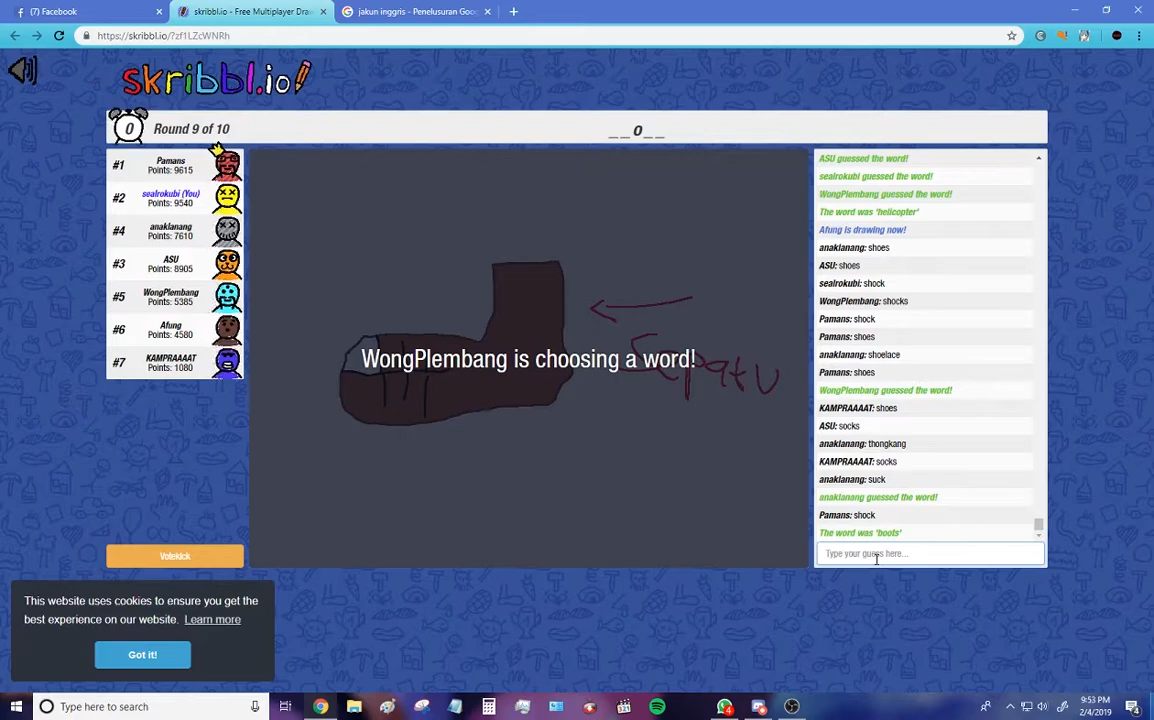 (7) Facebook
skribbl.io - Free Multiplayer Draw
jakun inggris - Penelusuran Goo
https://skribbl.io/?zf1LZcWNRh
skribbl.io
0
Round 9 of 10
__o__
#1
Pamans
Points: 9615
#2
sealrokubi (You)
Points: 9540
#4
anaklanang
Points: 7610
#3
ASU
Points: 8905
#5
WongPlembang
Points: 5385
#6
Afung
Points: 4580
#7
KAMPRAAAAT
Points: 1080
Votekick
WongPlembang is choosing a word!
Sepatu
ASU guessed the word!
sealrokubi guessed the word!
WongPlembang guessed the word!
The word was 'helicopter'
Afung is drawing now!
anaklanang: shoes
ASU: shoes
sealrokubi: shock
WongPlembang: shocks
Pamans: shock
Pamans: shoes
anaklanang: shoelace
Pamans: shoes
WongPlembang guessed the word!
KAMPRAAAAT: shoes
ASU: socks
anaklanang: thongkang
KAMPRAAAAT: socks
anaklanang: suck
anaklanang guessed the word!
Pamans: shock
The word was 'boots'
Type your guess here...
This website uses cookies to ensure you get the
best experience on our website. Learn more
Got it!
Type here to search
4
9:53 PM
2/4/2019